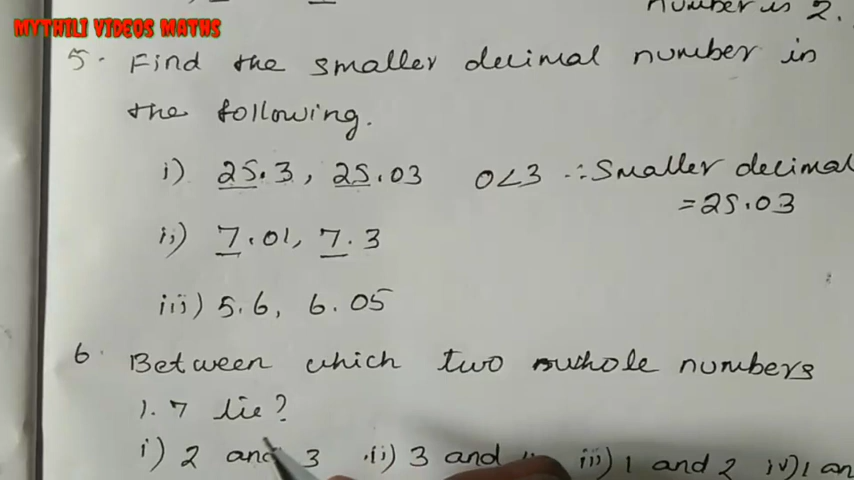 number is 2.
MYTHILI VIDEOS MATHS
5. Find the smaller decimal number in
the following.
i) 25.3, 25.03 0<3 ∴ Smaller decimal
= 25.03
ii) 7.01, 7.3
iii) 5.6, 6.05
6. Between which two whole numbers
1.7 lie?
i) 2 and 3 ii) 3 and iii) 1 and 2 iv) 1 an